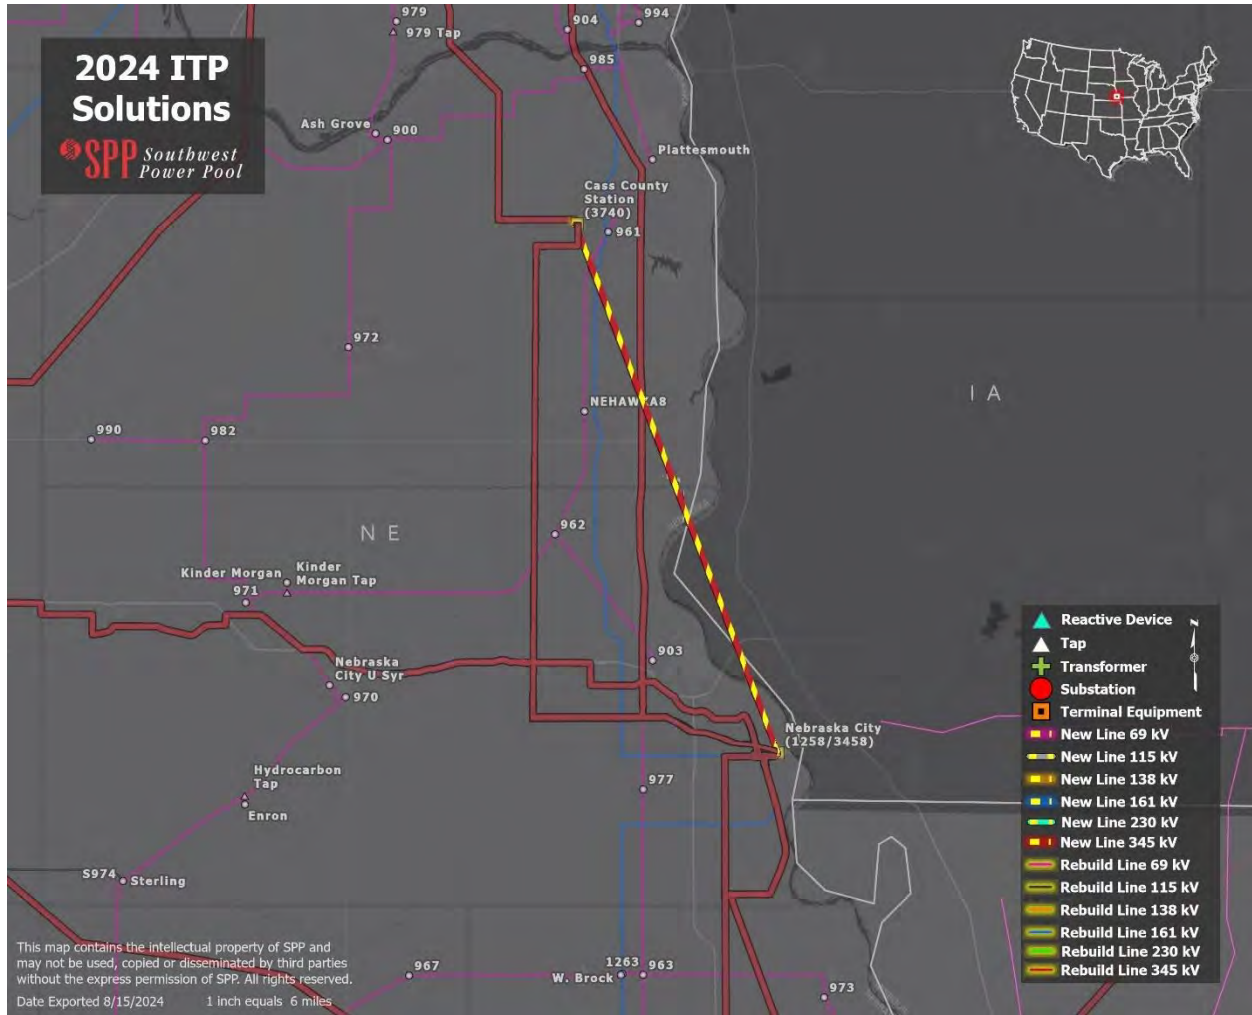 2024 ITP
Solutions
SPP Southwest
Power Pool
979
979 Tap
904
994
985
Ash Grove
900
Plattesmouth
Cass County
Station
(3740)
961
972
NEHAWKA8
IA
990
982
NE
962
Kinder Morgan
Kinder
Morgan Tap
971
903
Nebraska
City U Syr
970
Nebraska City
(1258/3458)
Hydrocarbon
Tap
Enron
977
S974
Sterling
967
W. Brock
1263
963
973
Reactive Device
Tap
Transformer
Substation
Terminal Equipment
New Line 69 kV
New Line 115 kV
New Line 138 kV
New Line 161 kV
New Line 230 kV
New Line 345 kV
Rebuild Line 69 kV
Rebuild Line 115 kV
Rebuild Line 138 kV
Rebuild Line 161 kV
Rebuild Line 230 kV
Rebuild Line 345 kV
N
This map contains the intellectual property of SPP and
may not be used, copied or disseminated by third parties
without the express permission of SPP. All rights reserved.
Date Exported 8/15/2024 1 inch equals 6 miles